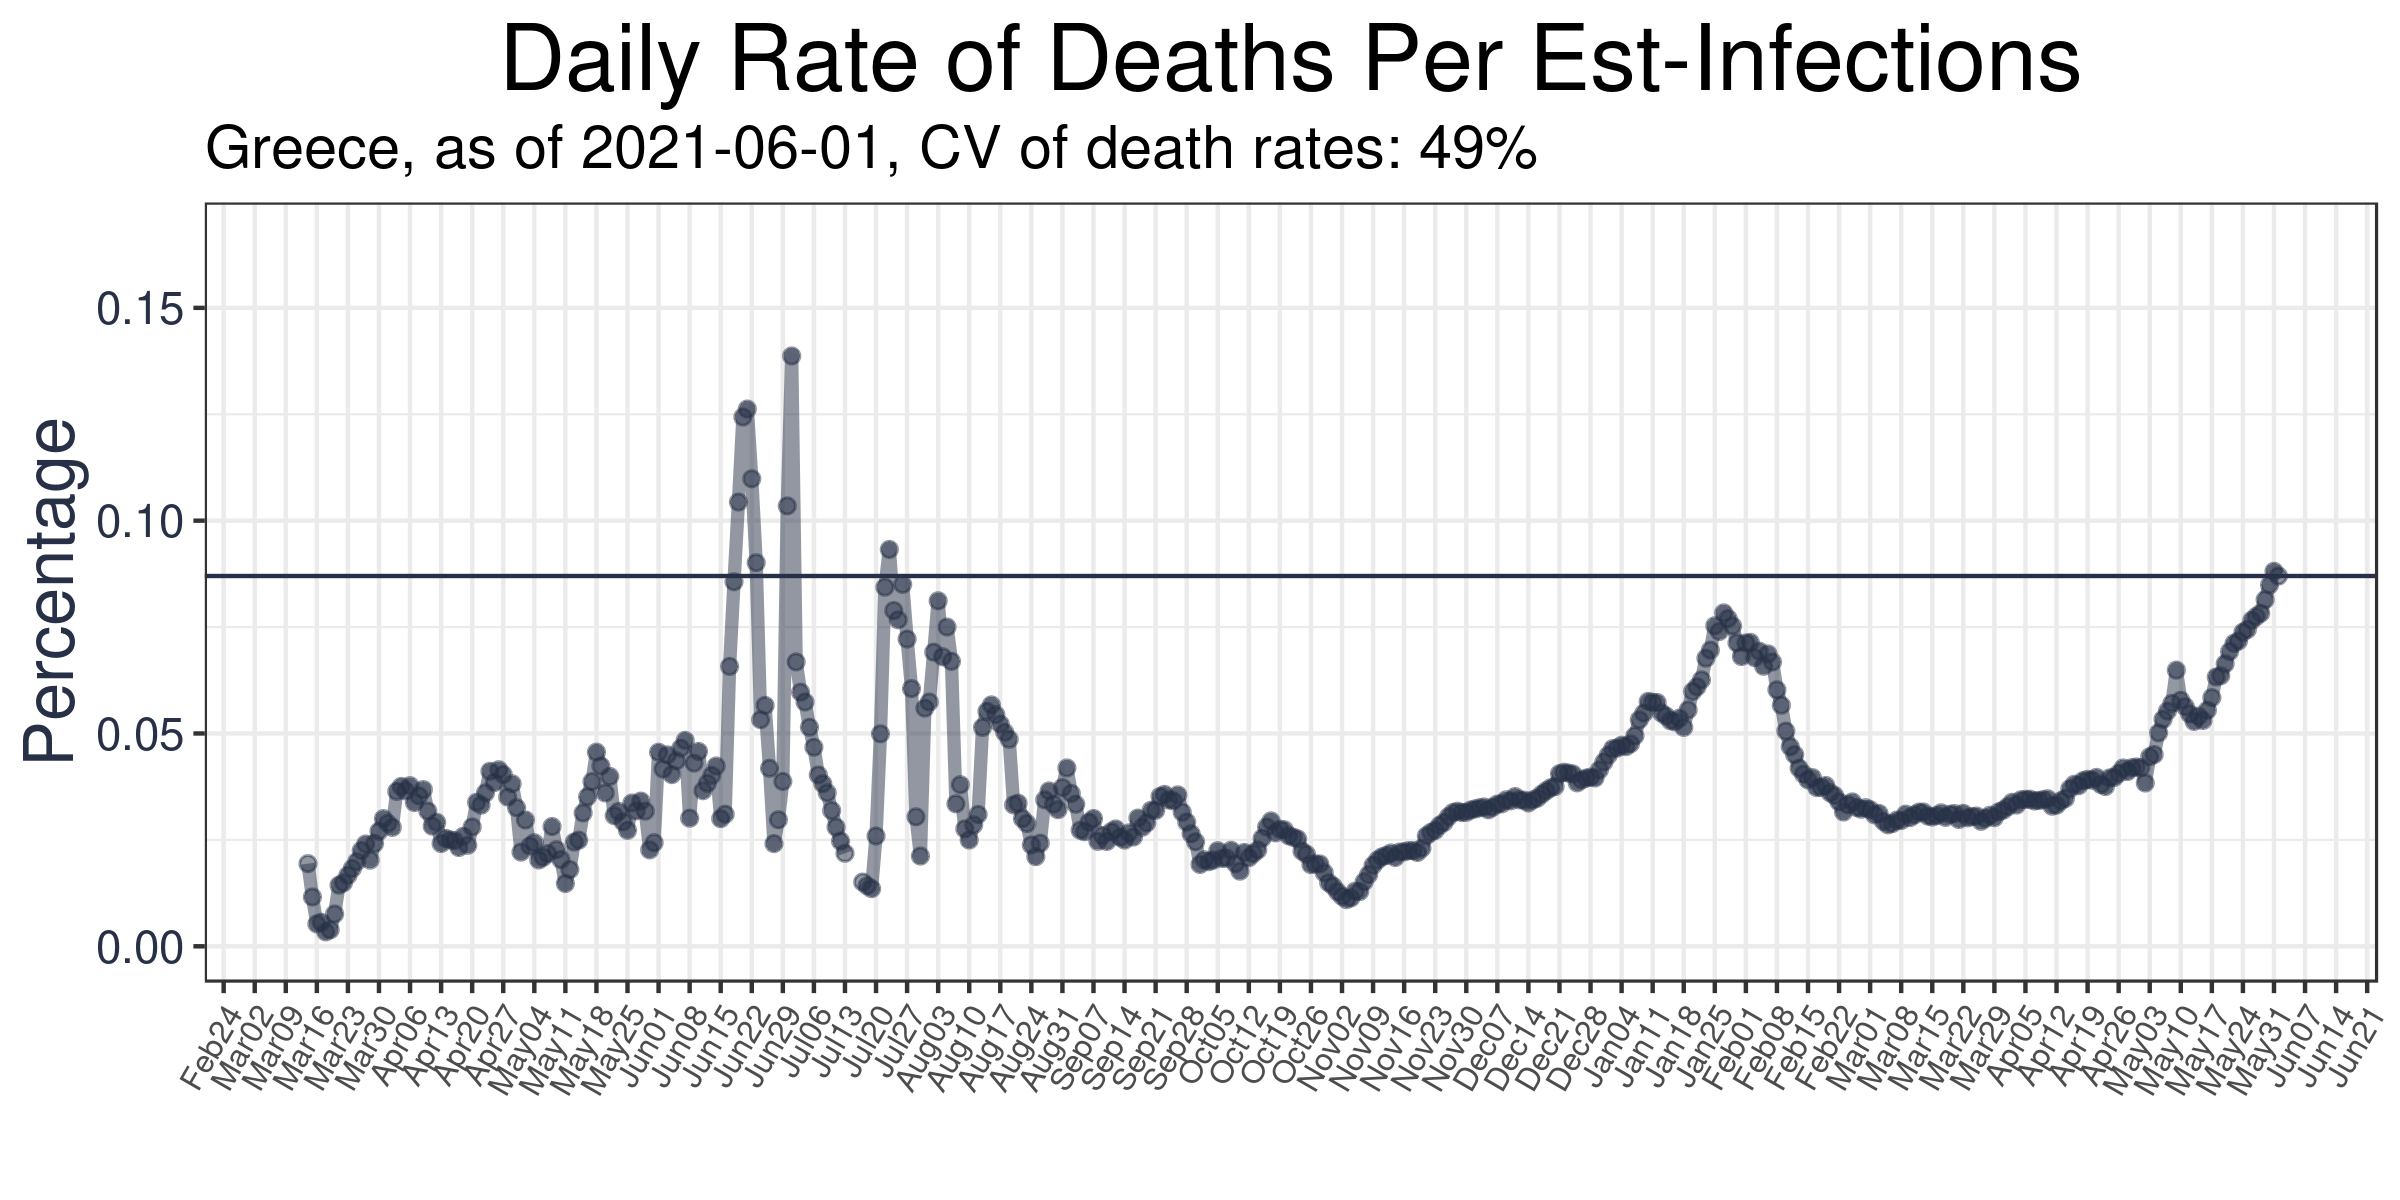 Daily Rate of Deaths Per Est-Infections
Greece, as of 2021-06-01, CV of death rates: 49%
Percentage
0.15
0.10
0.05
0.00
Feb24
Mar02
Mar09
Mar16
Mar23
Mar30
Apr06
Apr13
Apr20
Apr27
May04
May11
May18
May25
Jun01
Jun08
Jun15
Jun22
Jun29
Jul06
Jul13
Jul20
Jul27
Aug03
Aug10
Aug17
Aug24
Aug31
Sep07
Sep14
Sep21
Sep28
Oct05
Oct12
Oct19
Oct26
Nov02
Nov09
Nov16
Nov23
Nov30
Dec07
Dec14
Dec21
Dec28
Jan04
Jan11
Jan18
Jan25
Feb01
Feb08
Feb15
Feb22
Mar01
Mar08
Mar15
Mar22
Mar29
Apr05
Apr12
Apr19
Apr26
May03
May10
May17
May24
May31
Jun07
Jun14
Jun21